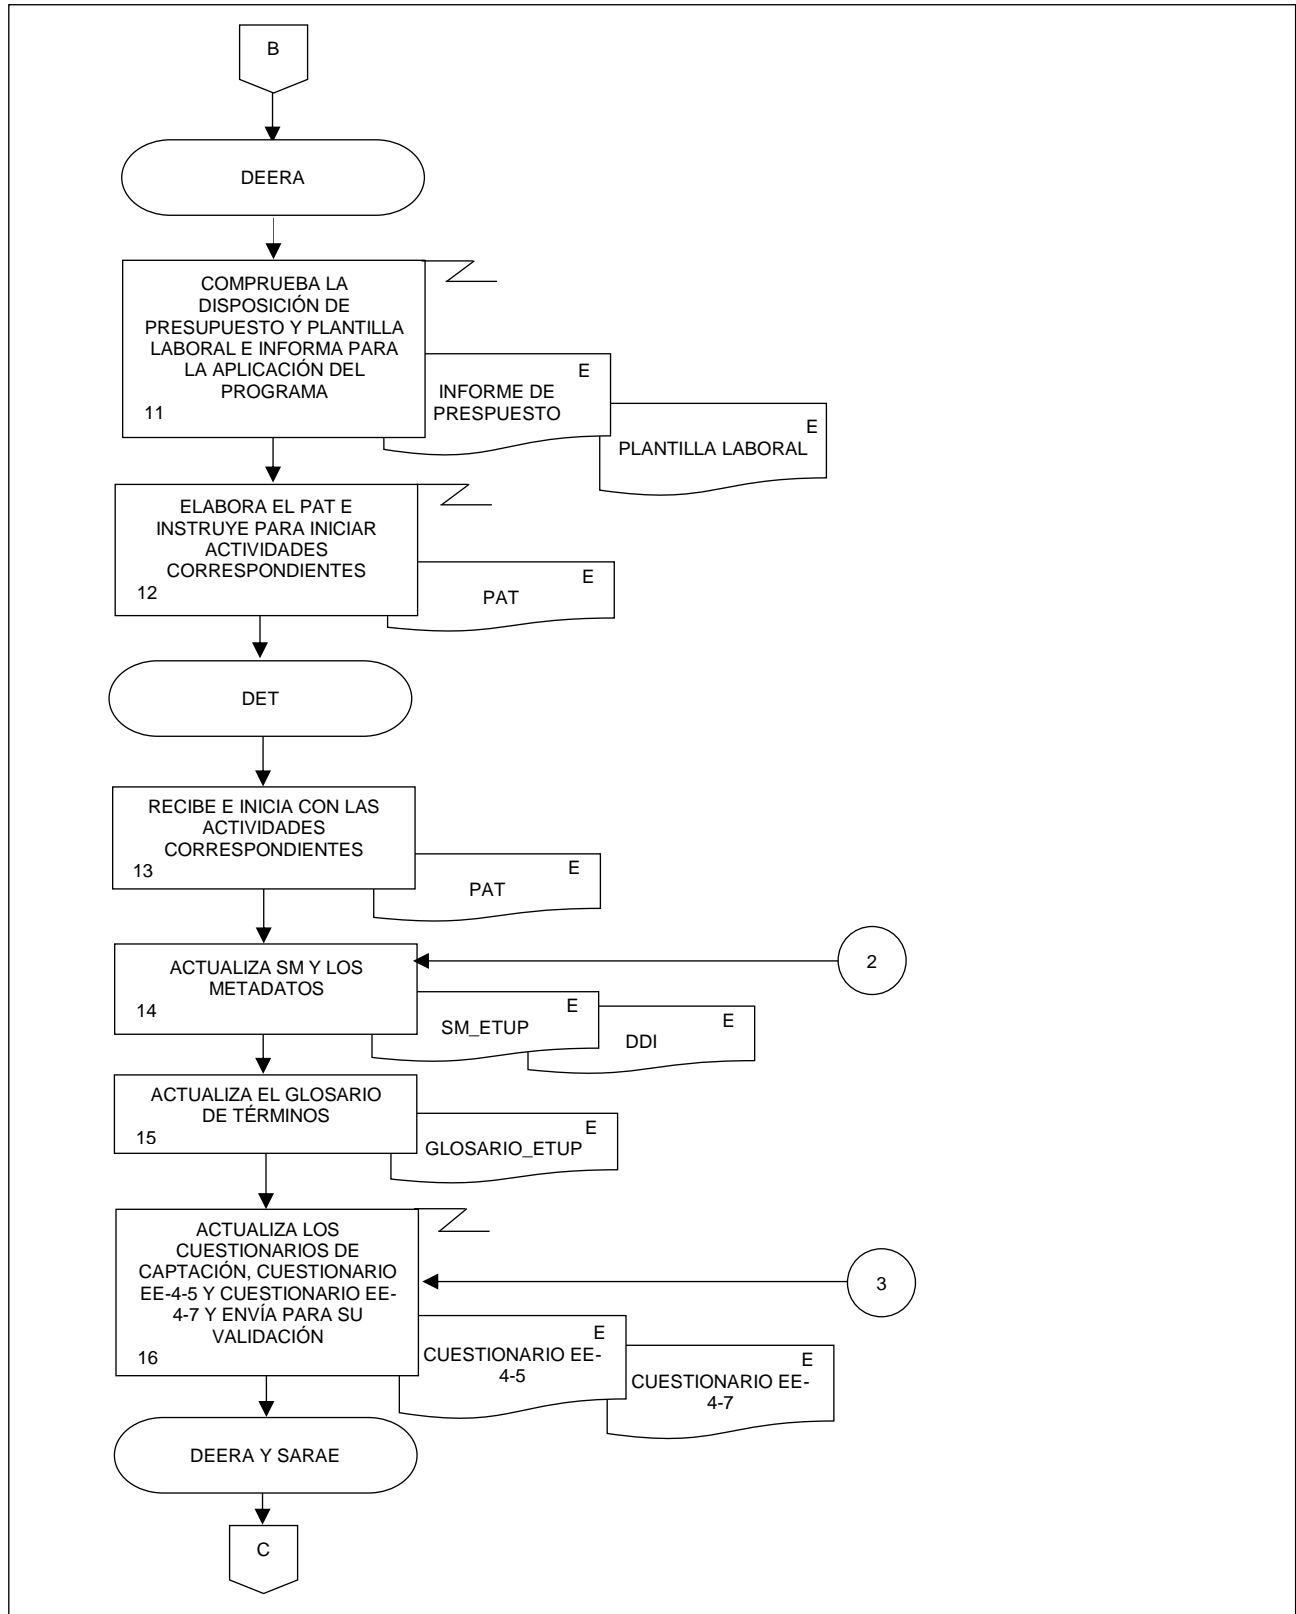 B
DEERA
COMPRUEBA LA
DISPOSICIÓN DE
PRESUPUESTO Y PLANTILLA
LABORAL E INFORMA PARA
LA APLICACIÓN DEL
PROGRAMA
11
E
INFORME DE
PRESPUESTO
E
PLANTILLA LABORAL
ELABORA EL PAT E
INSTRUYE PARA INICIAR
ACTIVIDADES
CORRESPONDIENTES
12
E
PAT
DET
RECIBE E INICIA CON LAS
ACTIVIDADES
CORRESPONDIENTES
13
E
PAT
ACTUALIZA SM Y LOS
METADATOS
14
2
E
SM_ETUP
E
DDI
ACTUALIZA EL GLOSARIO
DE TÉRMINOS
15
E
GLOSARIO_ETUP
ACTUALIZA LOS
CUESTIONARIOS DE
CAPTACIÓN, CUESTIONARIO
EE-4-5 Y CUESTIONARIO EE-
4-7 Y ENVÍA PARA SU
VALIDACIÓN
16
3
E
CUESTIONARIO EE-
4-5
E
CUESTIONARIO EE-
4-7
DEERA Y SARAE
C